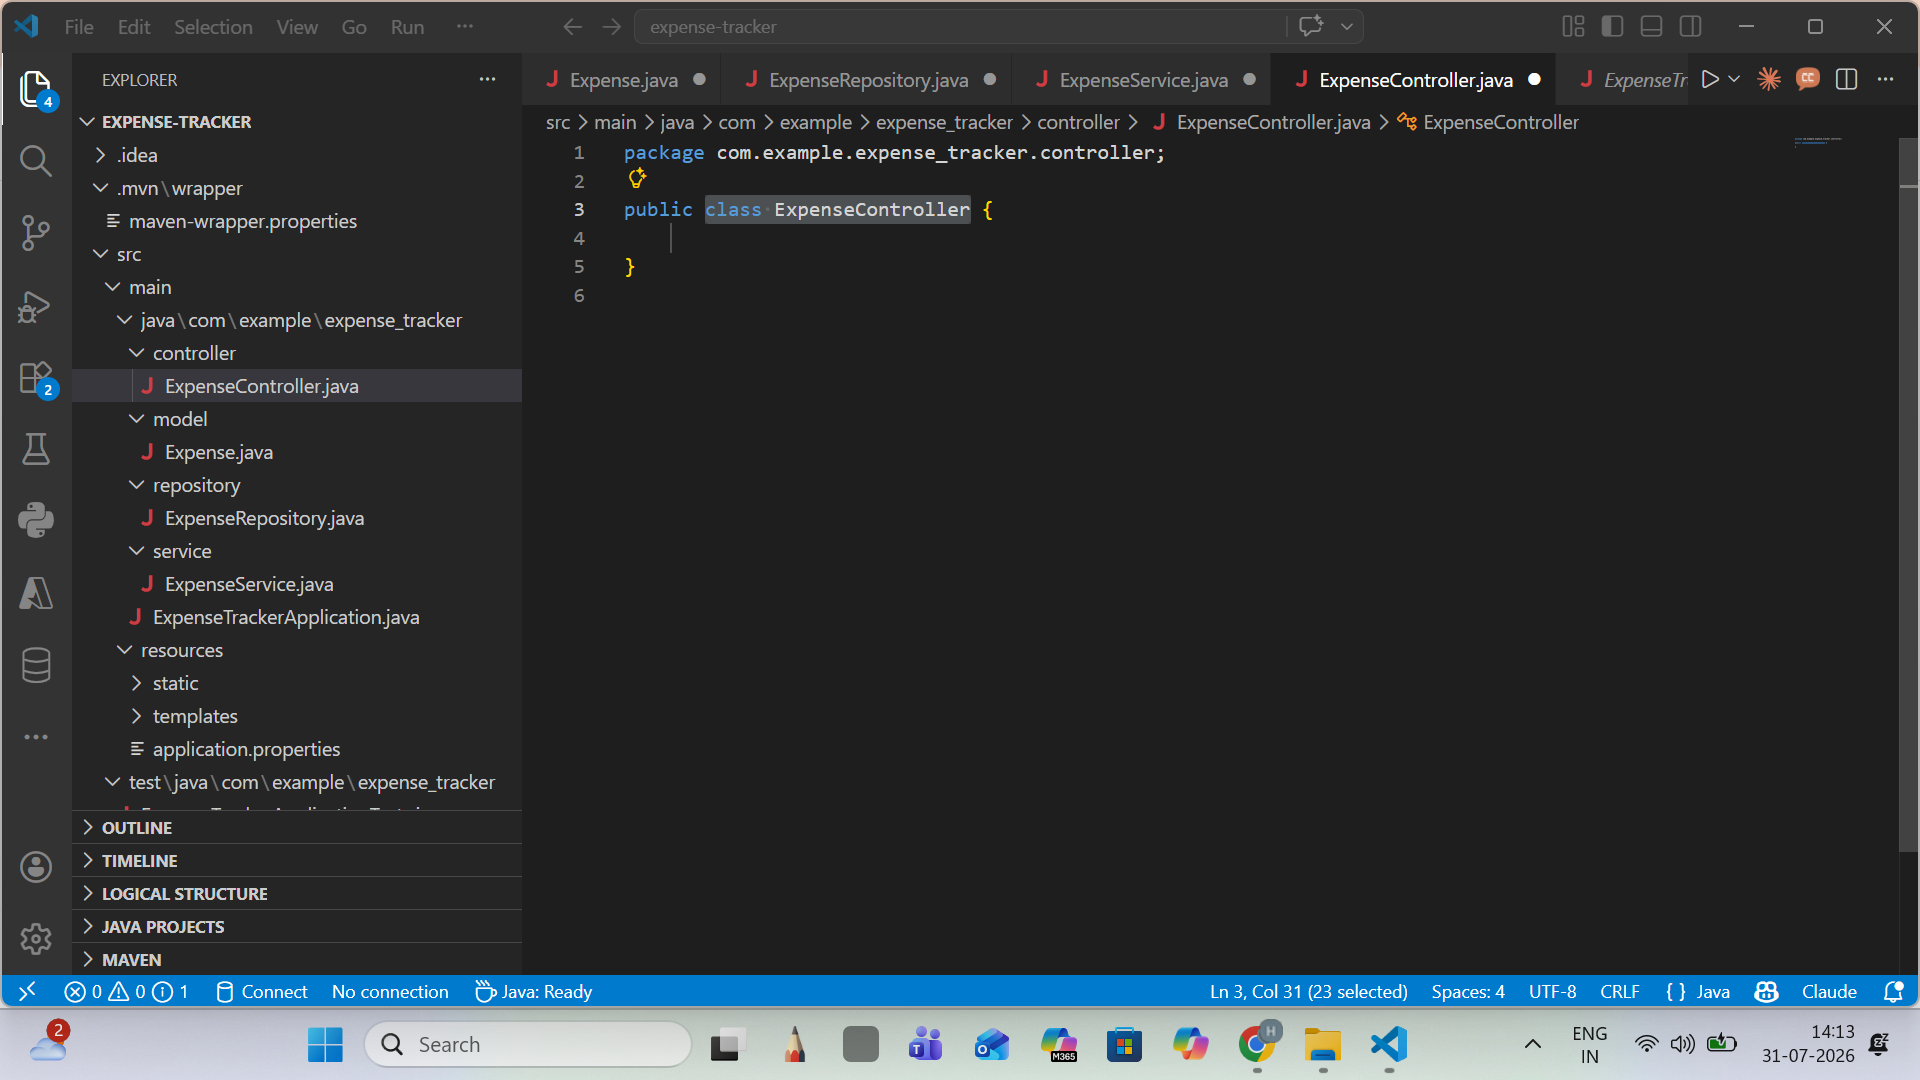 File Edit Selection View Go Run ···
expense-tracker
EXPLORER
Expense.java
ExpenseRepository.java
ExpenseService.java
ExpenseController.java
ExpenseTr
CC
4
2
EXPENSE-TRACKER
.idea
.mvn\wrapper
maven-wrapper.properties
src
main
java\com\example\expense_tracker
controller
ExpenseController.java
model
Expense.java
repository
ExpenseRepository.java
service
ExpenseService.java
ExpenseTrackerApplication.java
resources
static
templates
application.properties
test\java\com\example\expense_tracker
OUTLINE
TIMELINE
LOGICAL STRUCTURE
JAVA PROJECTS
MAVEN
src > main > java > com > example > expense_tracker > controller > J ExpenseController.java > ExpenseController
1 package com.example.expense_tracker.controller;
2
3 public class ExpenseController {
4
5 }
6
0 0 1 Connect No connection Java: Ready
Ln 3, Col 31 (23 selected) Spaces: 4 UTF-8 CRLF { } Java Claude
2
Search
M365
H
ENG
IN
14:13
31-07-2026